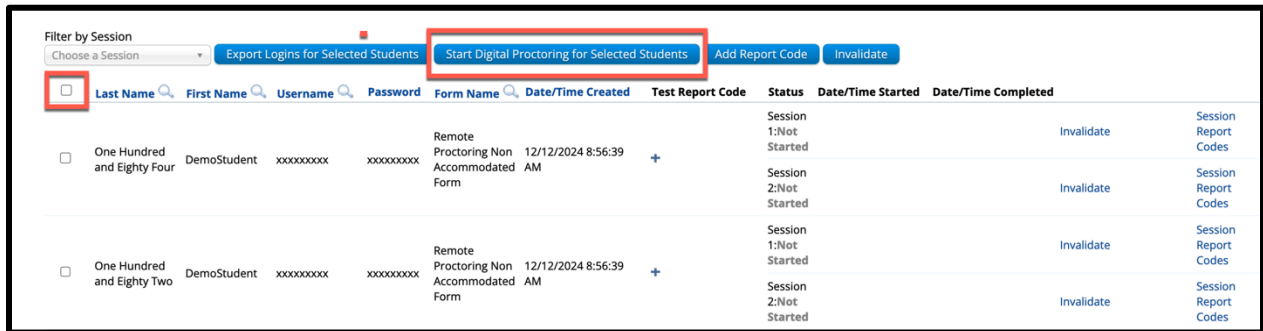 Filter by Session
Choose a Session
Export Logins for Selected Students
Start Digital Proctoring for Selected Students
Add Report Code
Invalidate
Last Name First Name Username Password Form Name Date/Time Created Test Report Code Status Date/Time Started Date/Time Completed
One Hundred
and Eighty Four
DemoStudent
xxxxxxxxx
xxxxxxxxx
Remote
Proctoring Non
Accommodated
Form
12/12/2024 8:56:39
AM
+
Session
1:Not
Started
Invalidate
Session
Report
Codes
Session
2:Not
Started
Invalidate
Session
Report
Codes
One Hundred
and Eighty Two
DemoStudent
xxxxxxxxx
xxxxxxxxx
Remote
Proctoring Non
Accommodated
Form
12/12/2024 8:56:39
AM
+
Session
1:Not
Started
Invalidate
Session
Report
Codes
Session
2:Not
Started
Invalidate
Session
Report
Codes